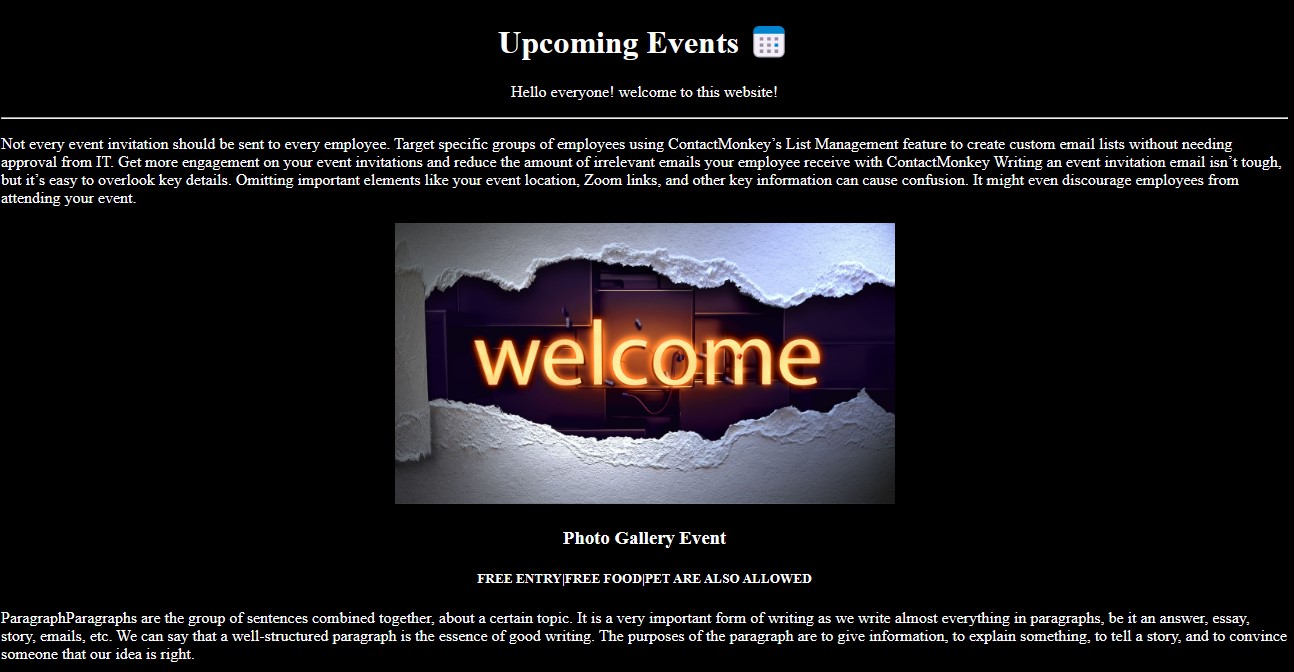 Upcoming Events
Hello everyone! welcome to this website!
Not every event invitation should be sent to every employee. Target specific groups of employees using ContactMonkey’s List Management feature to create custom email lists without needing
approval from IT. Get more engagement on your event invitations and reduce the amount of irrelevant emails your employee receive with ContactMonkey Writing an event invitation email isn’t tough,
but it’s easy to overlook key details. Omitting important elements like your event location, Zoom links, and other key information can cause confusion. It might even discourage employees from
attending your event.
welcome
Photo Gallery Event
FREE ENTRY|FREE FOOD|PET ARE ALSO ALLOWED
ParagraphParagraphs are the group of sentences combined together, about a certain topic. It is a very important form of writing as we write almost everything in paragraphs, be it an answer, essay,
story, emails, etc. We can say that a well-structured paragraph is the essence of good writing. The purposes of the paragraph are to give information, to explain something, to tell a story, and to convince
someone that our idea is right.